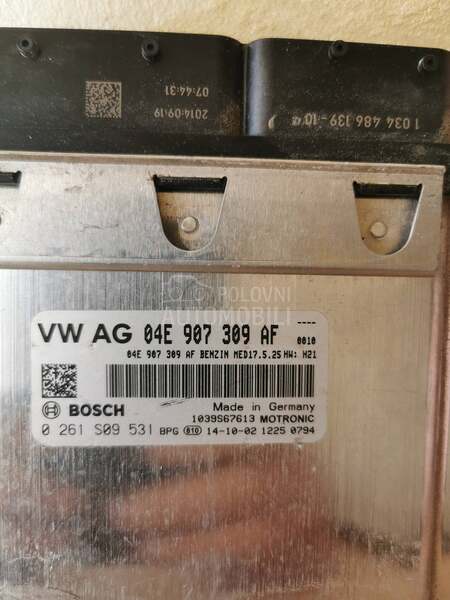 07:44:31
2014-09-19
1 034 486 139-10
POLOVNI
AUTOMOBILI
VW AG 04E 907 309 AF ----
0010
04E 907 309 AF BENZIN MED17.5.25 HW: H21
BOSCH
Made in Germany
1039S67613 MOTRONIC
0 261 S09 531 BPG 810 14-10-02 1225 0794